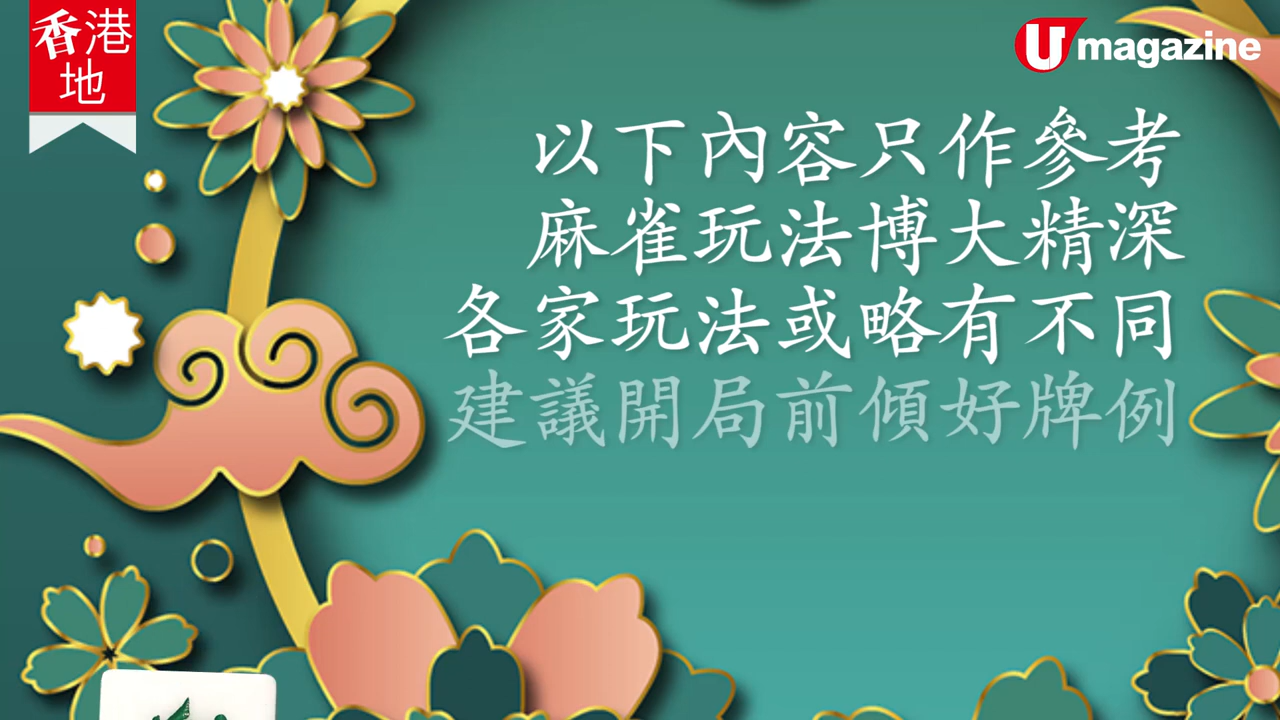 香港
地
U magazine
以下內容只作參考
麻雀玩法博大精深
各家玩法或略有不同
建議開局前傾好牌例